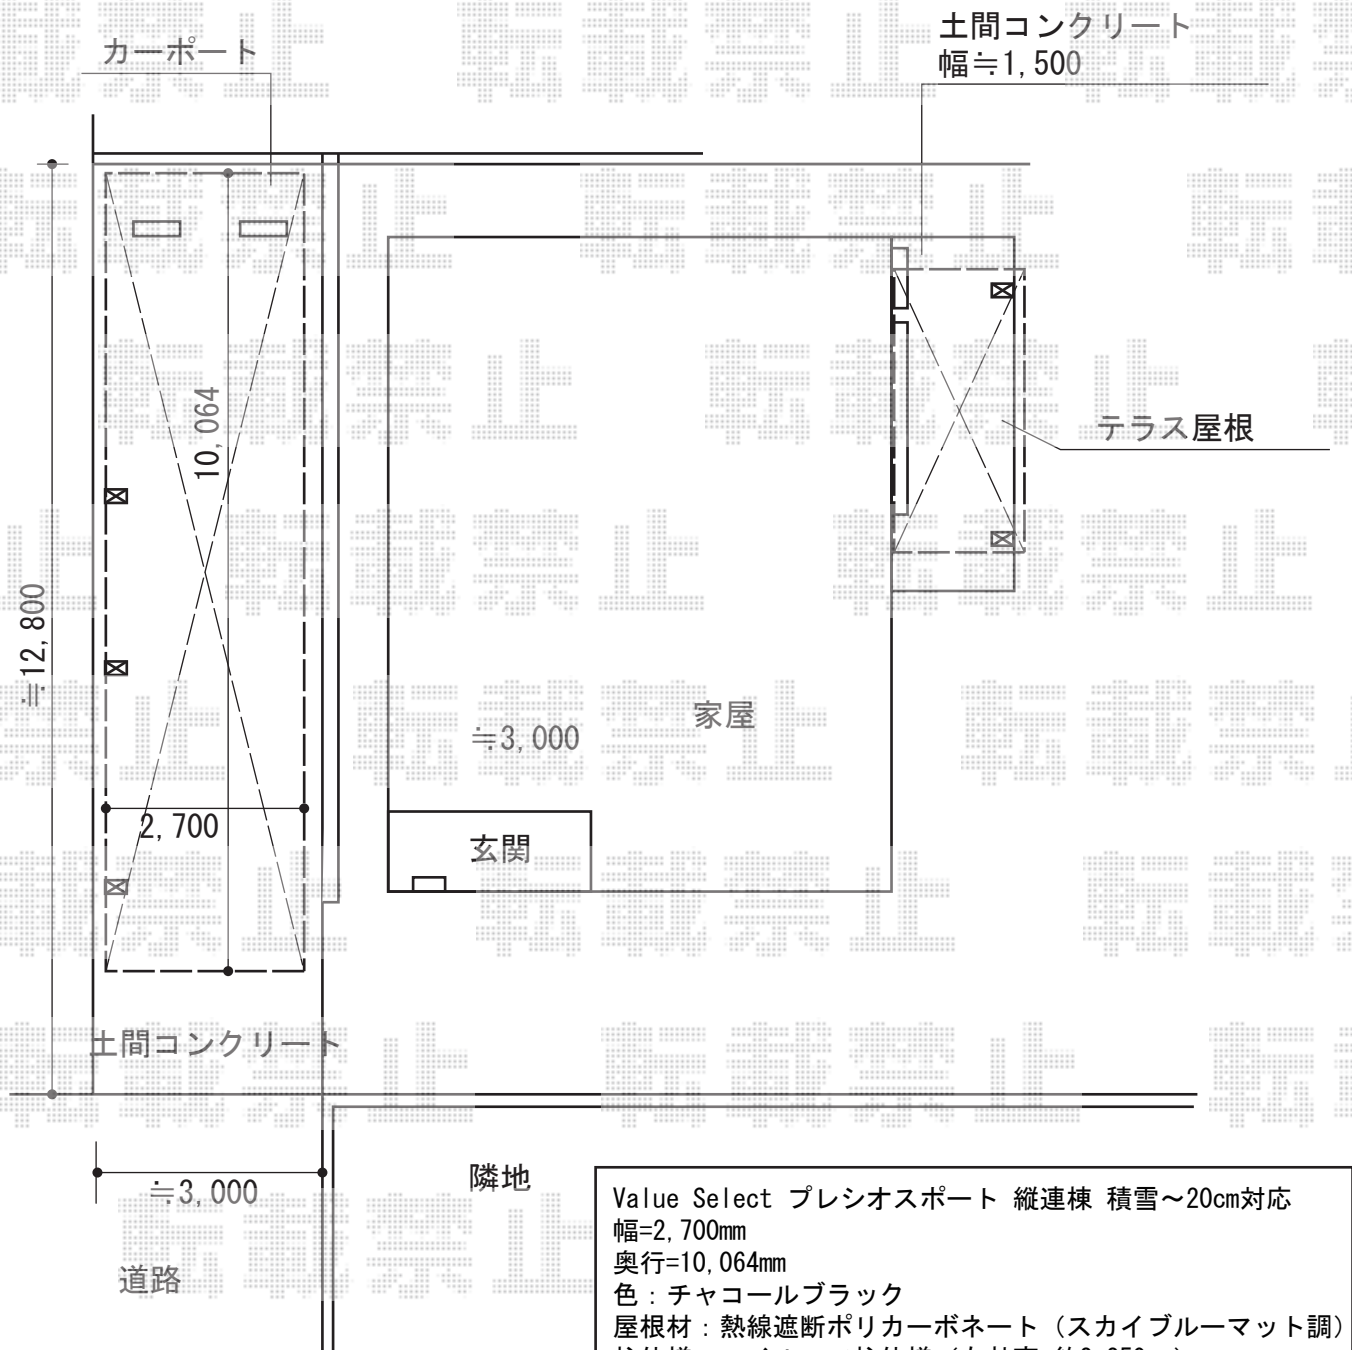 カーポート
土間コンクリート
幅≒1,500
10,064
テラス屋根
≒12,800
家屋
≒3,000
2,700
玄関
土間コンクリート
≒3,000
隣地
道路
Value Select プレシオスポート 縦連棟 積雪～20cm対応
幅=2,700mm
奥行=10,064mm
色：チャコールブラック
屋根材：熱線遮断ポリカーボネート（スカイブルーマット調）
転載禁止